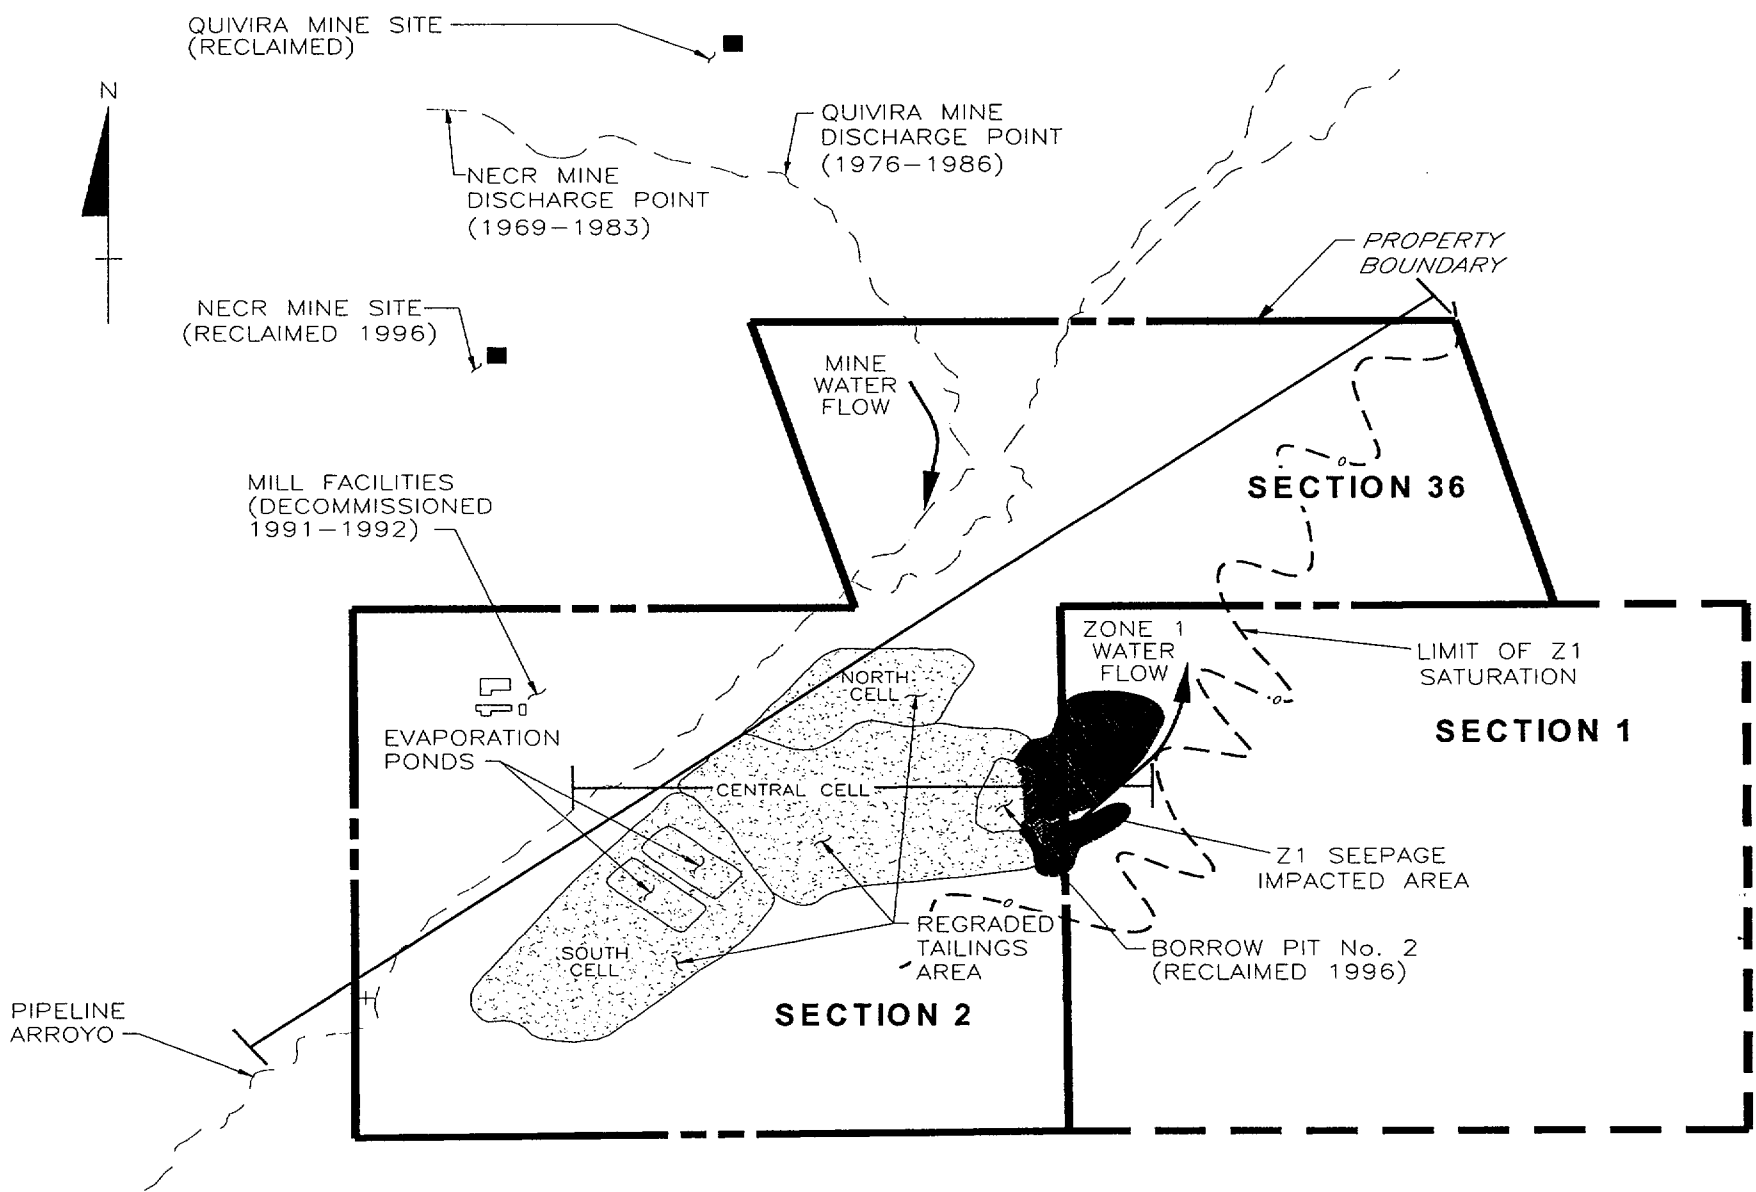 QUIVIRA MINE SITE
(RECLAIMED)
N
QUIVIRA MINE
DISCHARGE POINT
(1976–1986)
NECR MINE
DISCHARGE POINT
(1969–1983)
PROPERTY
BOUNDARY
NECR MINE SITE
(RECLAIMED 1996)
MINE
WATER
FLOW
SECTION 36
MILL FACILITIES
(DECOMMISSIONED
1991–1992)
ZONE 1
WATER
FLOW
LIMIT OF Z1
SATURATION
NORTH
CELL
SECTION 1
EVAPORATION
PONDS
CENTRAL CELL
Z1 SEEPAGE
IMPACTED AREA
REGRADED
TAILINGS
AREA
SOUTH
CELL
BORROW PIT No. 2
(RECLAIMED 1996)
SECTION 2
PIPELINE
ARROYO